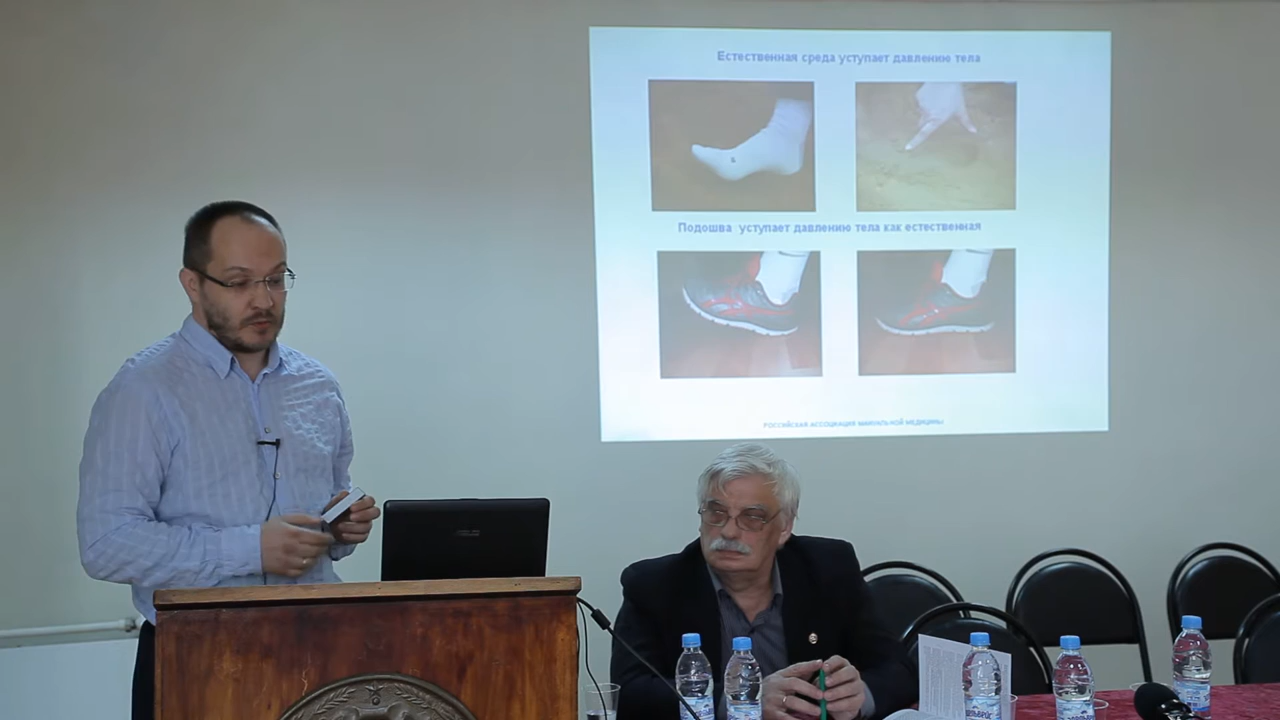 Естественная среда уступает давлению тела
Подошва уступает давлению тела как естественная
РОССИЙСКАЯ АССОЦИАЦИЯ МАНУАЛЬНОЙ МЕДИЦИНЫ